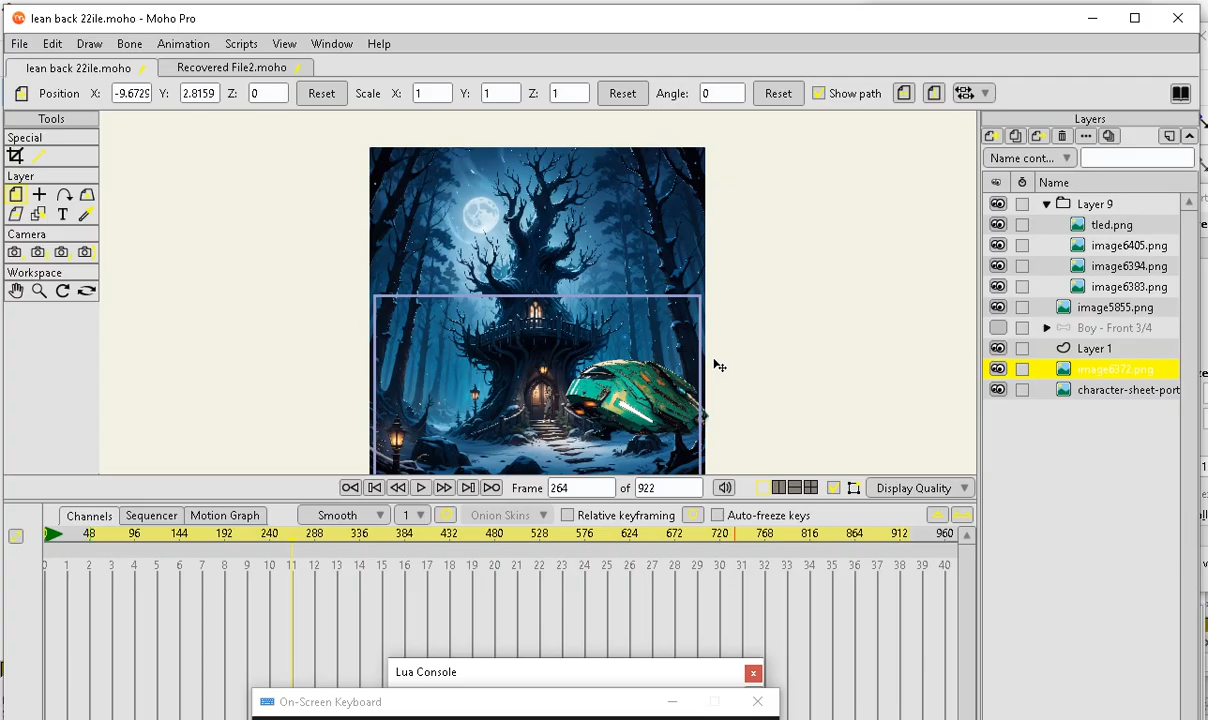 lean back 22ile.moho - Moho Pro
File Edit Draw Bone Animation Scripts View Window Help
lean back 22ile.moho Recovered File2.moho
Position X: -9.6729 Y: 2.8159 Z: 0 Reset Scale X: 1 Y: 1 Z: 1 Reset Angle: 0 Reset Show path
Tools
Special
Layer
T
Camera
Workspace
Layers
Name cont...
Name
Layer 9
tled.png
image6405.png
image6394.png
image6383.png
image5855.png
Boy - Front 3/4
Layer 1
image6372.png
character-sheet-port
Frame 264 of 922 Display Quality
Channels Sequencer Motion Graph Smooth 1 Onion Skins Relative keyframing Auto-freeze keys
48 96 144 192 240 288 336 384 432 480 528 576 624 672 720 768 816 864 912 960
0 1 2 3 4 5 6 7 8 9 10 11 12 13 14 15 16 17 18 19 20 21 22 23 24 25 26 27 28 29 30 31 32 33 34 35 36 37 38 39 40
Lua Console x
On-Screen Keyboard